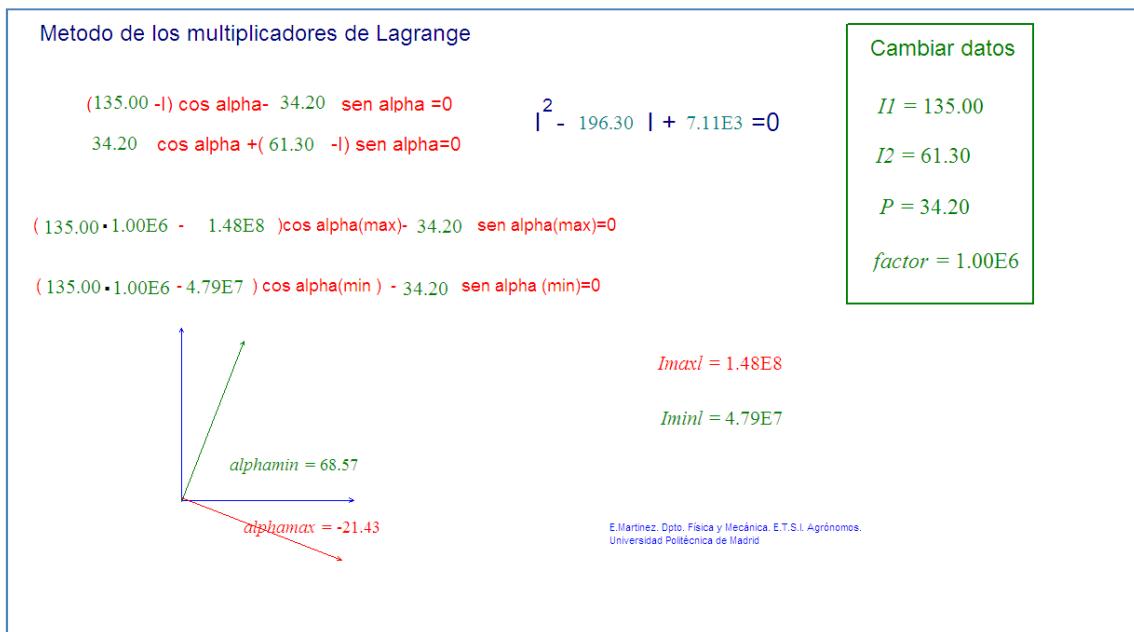 Metodo de los multiplicadores de Lagrange
(135.00 -I) cos alpha- 34.20 sen alpha =0
34.20 cos alpha +( 61.30 -I) sen alpha=0
I² - 196.30 I + 7.11E3 =0
Cambiar datos
I1 = 135.00
I2 = 61.30
P = 34.20
factor = 1.00E6
( 135.00 · 1.00E6 - 1.48E8 )cos alpha(max)- 34.20 sen alpha(max)=0
( 135.00 · 1.00E6 - 4.79E7 ) cos alpha(min ) - 34.20 sen alpha (min)=0
Imaxl = 1.48E8
Iminl = 4.79E7
alphamin = 68.57
alphamax = -21.43
E,Martinez. Dpto. Física y Mecánica. E.T.S.I. Agrónomos.
Universidad Politécnica de Madrid